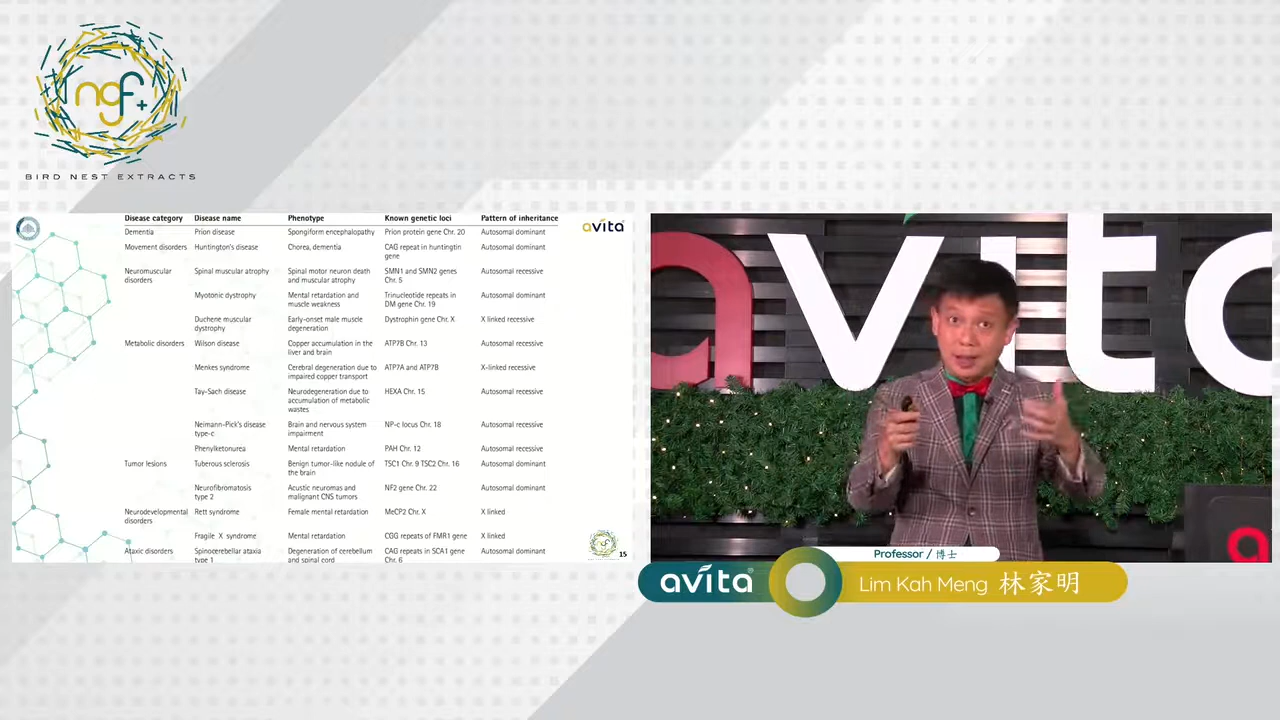 ngf+
BIRD NEST EXTRACTS
avita
Disease category Disease name Phenotype Known genetic loci Pattern of inheritance
Dementia Prion disease Spongiform encephalopathy Prion protein gene Chr. 20 Autosomal dominant
Movement disorders Huntington's disease Chorea, dementia CAG repeat in huntingtin gene Autosomal dominant
Neuromuscular disorders Spinal muscular atrophy Spinal motor neuron death and muscular atrophy SMN1 and SMN2 genes Chr. 5 Autosomal recessive
Myotonic dystrophy Mental retardation and muscle weakness Trinucleotide repeats in DM gene Chr. 19 Autosomal dominant
Duchene muscular dystrophy Early-onset male muscle degeneration Dystrophin gene Chr. X X linked recessive
Metabolic disorders Wilson disease Copper accumulation in the liver and brain ATP7B Chr. 13 Autosomal recessive
Menkes syndrome Cerebral degeneration due to impaired copper transport ATP7A and ATP7B X-linked recessive
Tay-Sach disease Neurodegeneration due to accumulation of metabolic wastes HEXA Chr. 15 Autosomal recessive
Neimann-Pick's disease type-c Brain and nervous system impairment NP-c locus Chr. 18 Autosomal recessive
Phenylketonurea Mental retardation PAH Chr. 12 Autosomal recessive
Tumor lesions Tuberous sclerosis Benign tumor-like nodule of the brain TSC1 Chr. 9 TSC2 Chr. 16 Autosomal dominant
Neurofibromatosis type 2 Acustic neuromas and malignant CNS tumors NF2 gene Chr. 22 Autosomal dominant
Neurodevelopmental disorders Rett syndrome Female mental retardation MeCP2 Chr. X X linked
Fragile X syndrome Mental retardation CGG repeats of FMR1 gene X linked
Ataxic disorders Spinocerebellar ataxia type 1 Degeneration of cerebellum and spinal cord CAG repeats in SCA1 gene Chr. 6 Autosomal dominant
15
avita
a
Professor / 博士
avita®
Lim Kah Meng 林家明